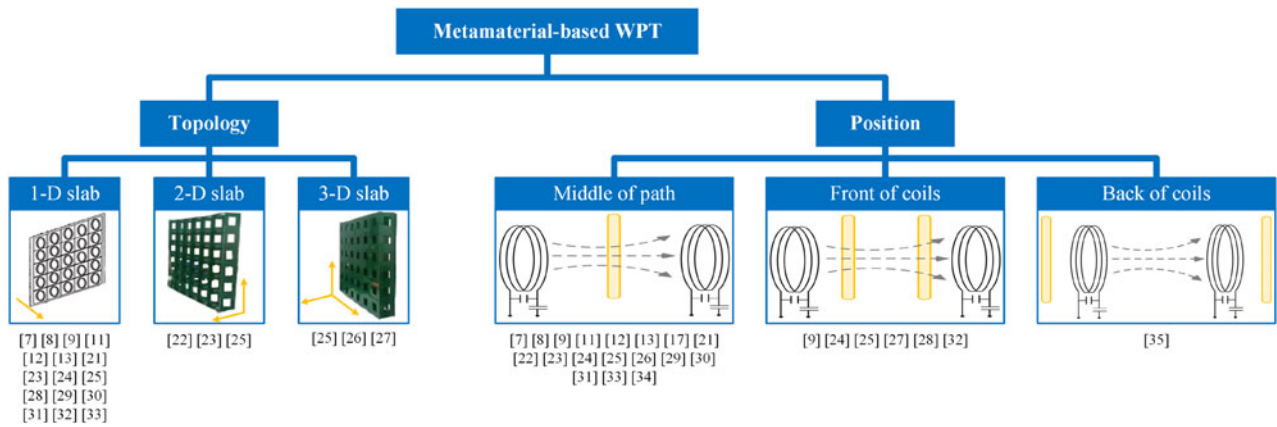 Metamaterial-based WPT
Topology
Position
1-D slab
2-D slab
3-D slab
Middle of path
Front of coils
Back of coils
[7] [8] [9] [11]
[12] [13] [21]
[23] [24] [25]
[28] [29] [30]
[31] [32] [33]
[22] [23] [25]
[25] [26] [27]
[7] [8] [9] [11] [12] [13] [17] [21]
[22] [23] [24] [25] [26] [29] [30]
[31] [33] [34]
[9] [24] [25] [27] [28] [32]
[35]